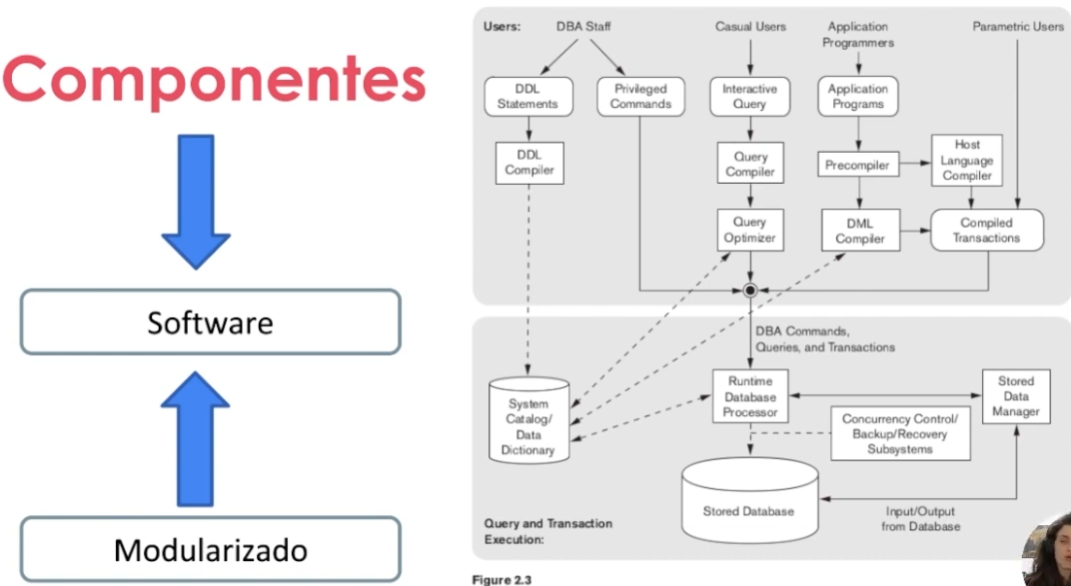 Componentes
Software
Modularizado
Users:
DBA Staff
Casual Users
Application
Programmers
Parametric Users
DDL
Statements
Privileged
Commands
Interactive
Query
Application
Programs
DDL
Compiler
Query
Compiler
Precompiler
Host
Language
Compiler
Query
Optimizer
DML
Compiler
Compiled
Transactions
DBA Commands,
Queries, and Transactions
System
Catalog/
Data
Dictionary
Runtime
Database
Processor
Stored
Data
Manager
Concurrency Control/
Backup/Recovery
Subsystems
Stored Database
Input/Output
from Database
Query and Transaction
Execution:
Figure 2.3